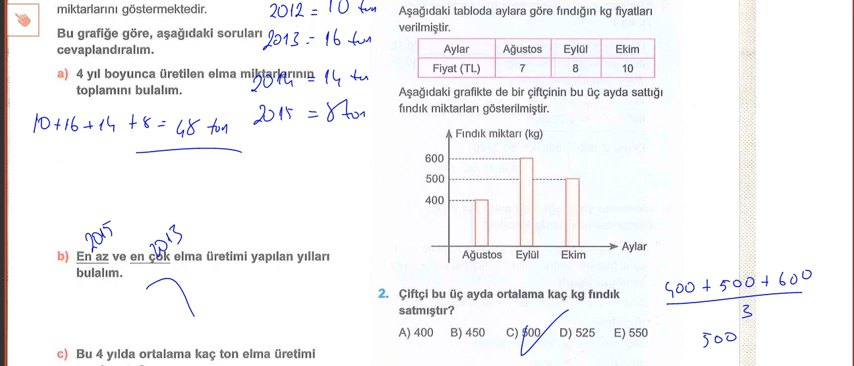 miktarlarını göstermektedir.
2012 = 10 ton
Bu grafiğe göre, aşağıdaki soruları
cevaplandıralım.
2013 = 16 ton
a) 4 yıl boyunca üretilen elma miktarlarının
toplamını bulalım.
2014 = 14 ton
2015 = 8 ton
10+16+14+8 = 48 ton
2015
2013
b) En az ve en çok elma üretimi yapılan yılları
bulalım.
c) Bu 4 yılda ortalama kaç ton elma üretimi
Aşağıdaki tabloda aylara göre fındığın kg fiyatları
verilmiştir.
Aylar Ağustos Eylül Ekim
Fiyat (TL) 7 8 10
Aşağıdaki grafikte de bir çiftçinin bu üç ayda sattığı
fındık miktarları gösterilmiştir.
Fındık miktarı (kg)
600
500
400
Ağustos Eylül Ekim
Aylar
2. Çiftçi bu üç ayda ortalama kaç kg fındık
satmıştır?
A) 400 B) 450 C) 500 D) 525 E) 550
400 + 500 + 600
3
500